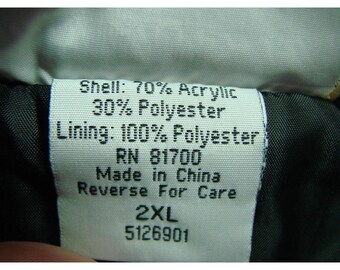 Shell: 70% Acrylic
30% Polyester
Lining: 100% Polyester
RN 81700
Made in China
Reverse For Care
2XL
5126901